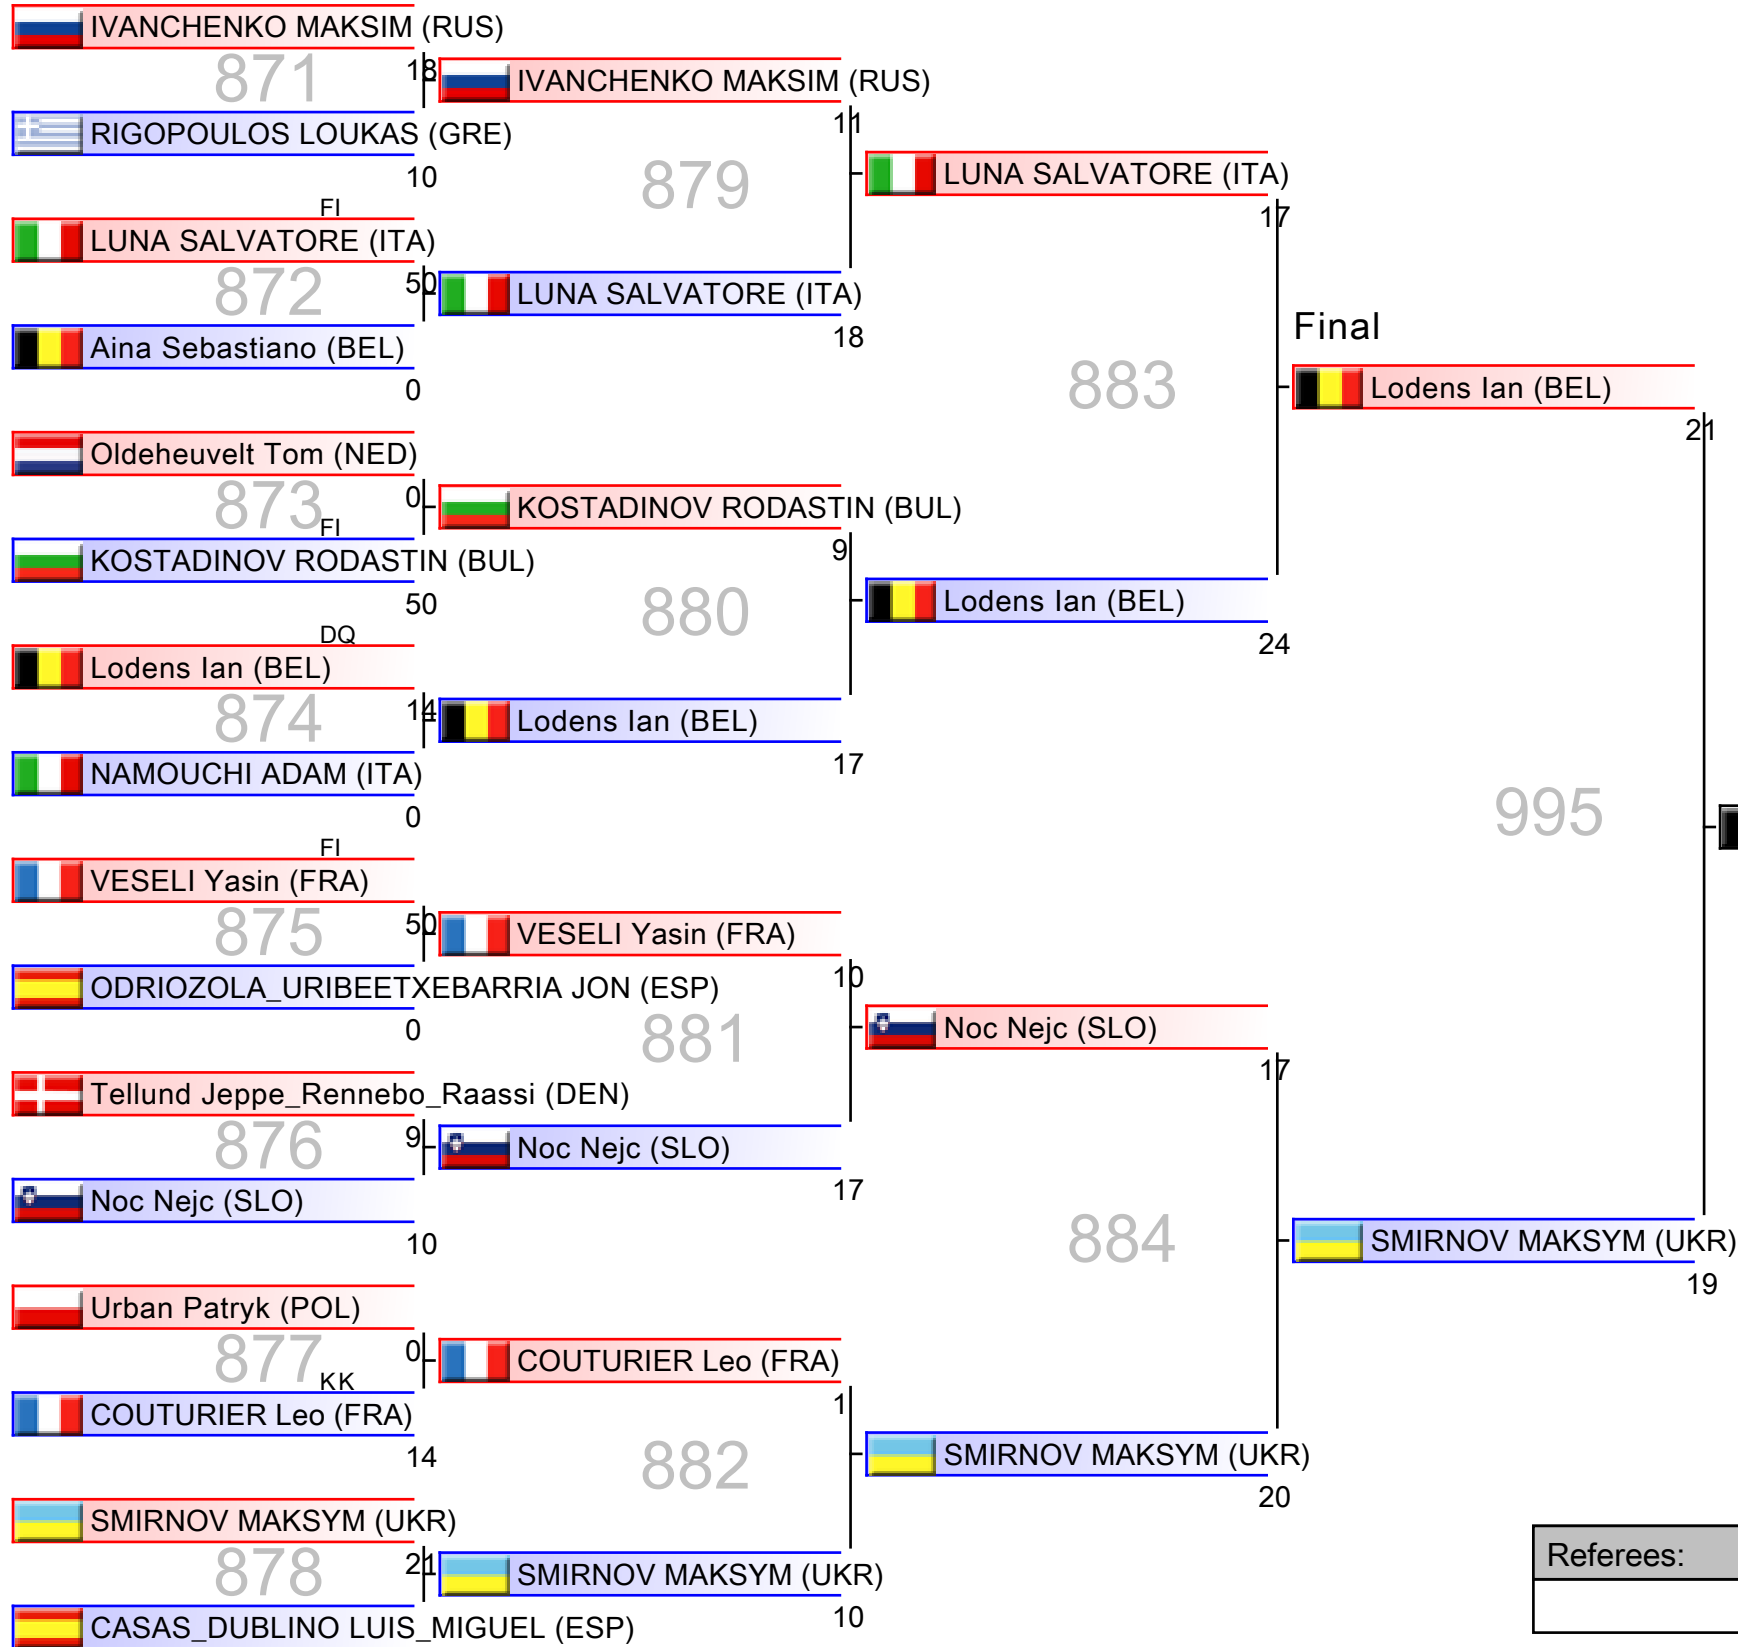 IVANCHENKO MAKSIM (RUS)
871
18
RIGOPOULOS LOUKAS (GRE)
10
FI
LUNA SALVATORE (ITA)
872
50
Aina Sebastiano (BEL)
0
Oldeheuvelt Tom (NED)
873
0
FI
KOSTADINOV RODASTIN (BUL)
50
DQ
Lodens Ian (BEL)
874
14
NAMOUCHI ADAM (ITA)
0
FI
VESELI Yasin (FRA)
875
50
ODRIOZOLA_URIBEETXEBARRIA JON (ESP)
0
Tellund Jeppe_Rennebo_Raassi (DEN)
876
9
Noc Nejc (SLO)
10
Urban Patryk (POL)
877
0
KK
COUTURIER Leo (FRA)
14
SMIRNOV MAKSYM (UKR)
878
21
CASAS_DUBLINO LUIS_MIGUEL (ESP)
IVANCHENKO MAKSIM (RUS)
11
879
LUNA SALVATORE (ITA)
18
KOSTADINOV RODASTIN (BUL)
9
880
Lodens Ian (BEL)
17
VESELI Yasin (FRA)
10
881
Noc Nejc (SLO)
17
COUTURIER Leo (FRA)
1
882
SMIRNOV MAKSYM (UKR)
10
LUNA SALVATORE (ITA)
17
883
Lodens Ian (BEL)
24
Noc Nejc (SLO)
17
884
SMIRNOV MAKSYM (UKR)
20
Final
Lodens Ian (BEL)
21
995
SMIRNOV MAKSYM (UKR)
19
Referees: